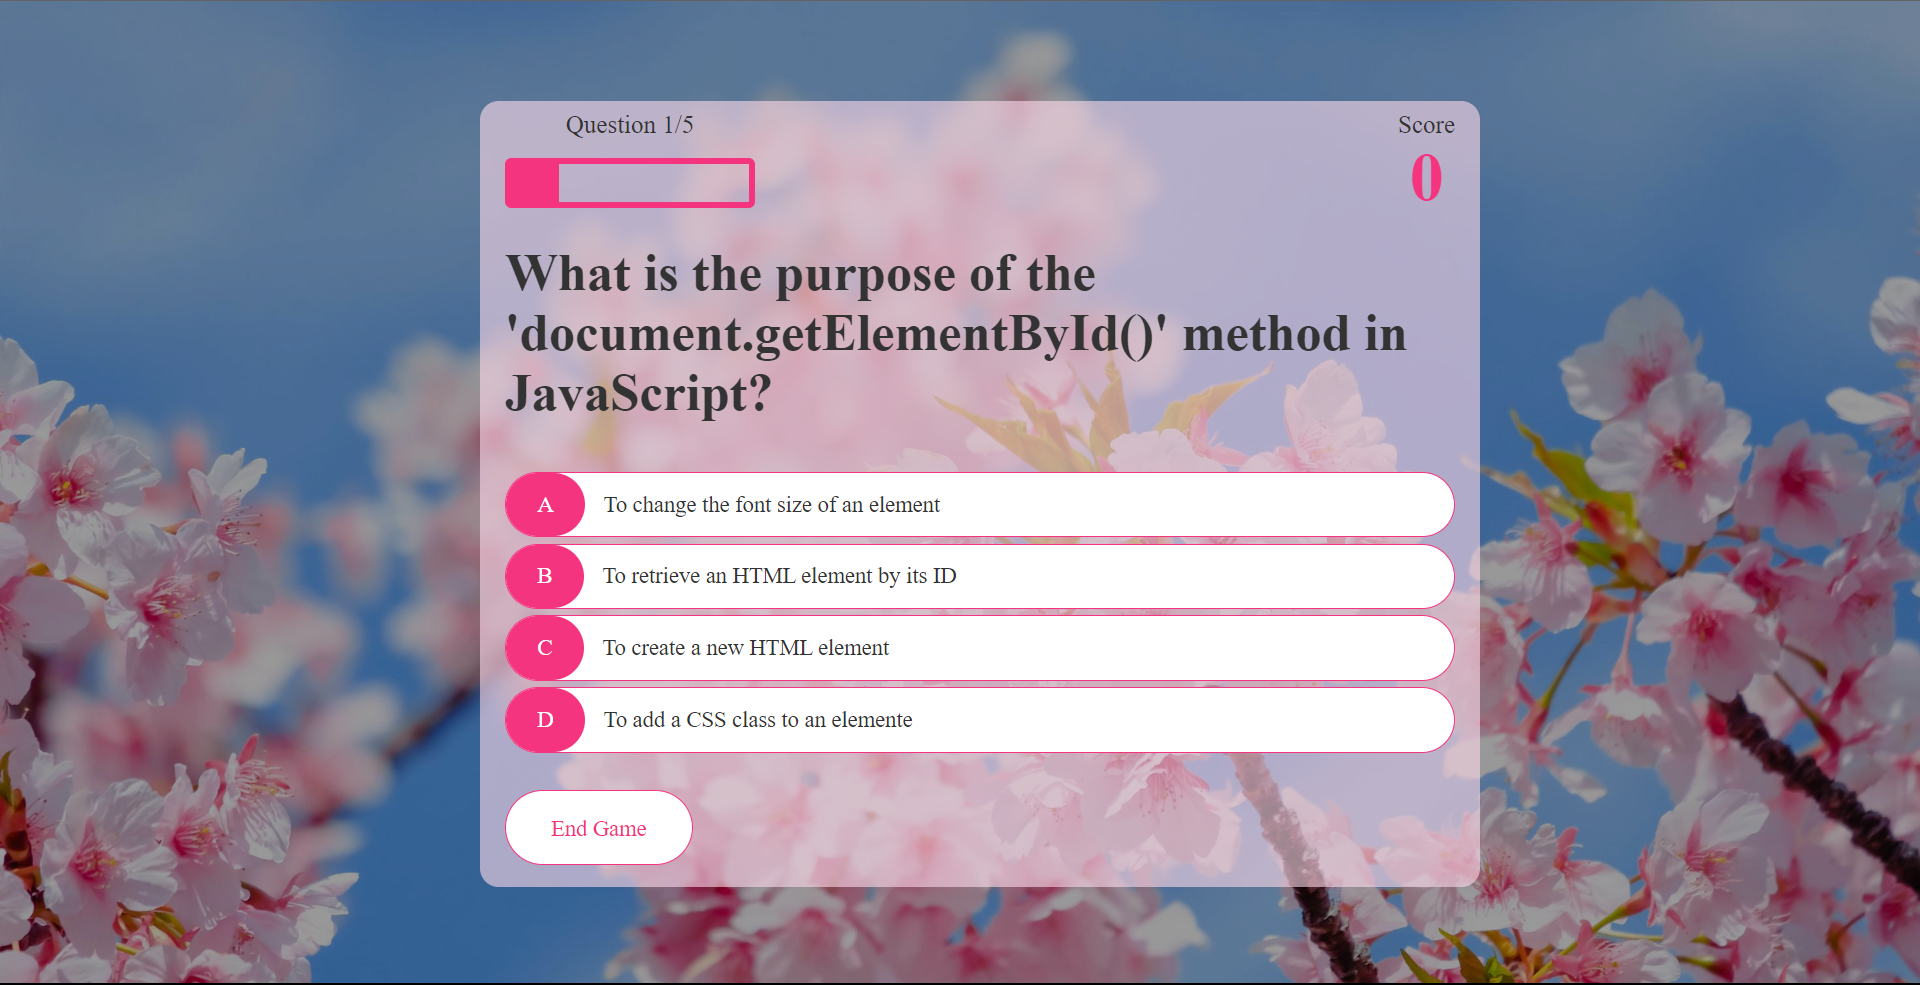 Question 1/5
Score
0
What is the purpose of the
'document.getElementById()' method in
JavaScript?
A To change the font size of an element
B To retrieve an HTML element by its ID
C To create a new HTML element
D To add a CSS class to an elemente
End Game